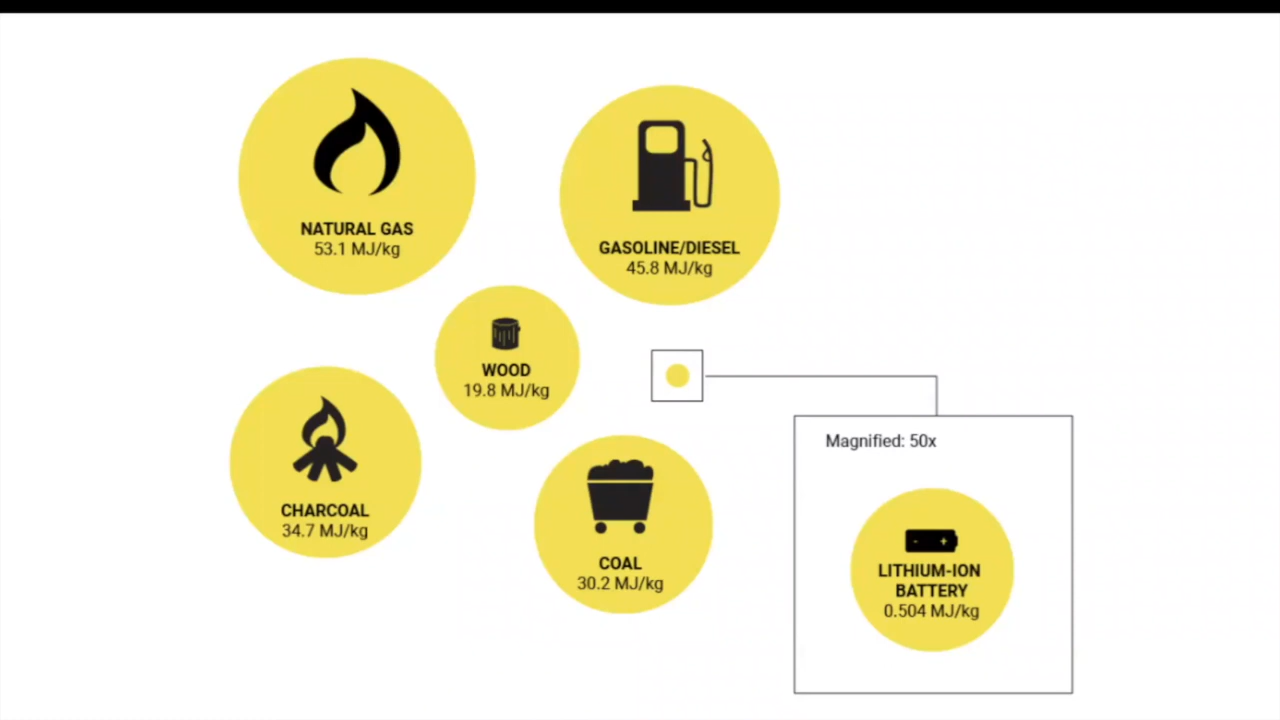 NATURAL GAS
53.1 MJ/kg
GASOLINE/DIESEL
45.8 MJ/kg
WOOD
19.8 MJ/kg
CHARCOAL
34.7 MJ/kg
COAL
30.2 MJ/kg
Magnified: 50x
- +
LITHIUM-ION
BATTERY
0.504 MJ/kg